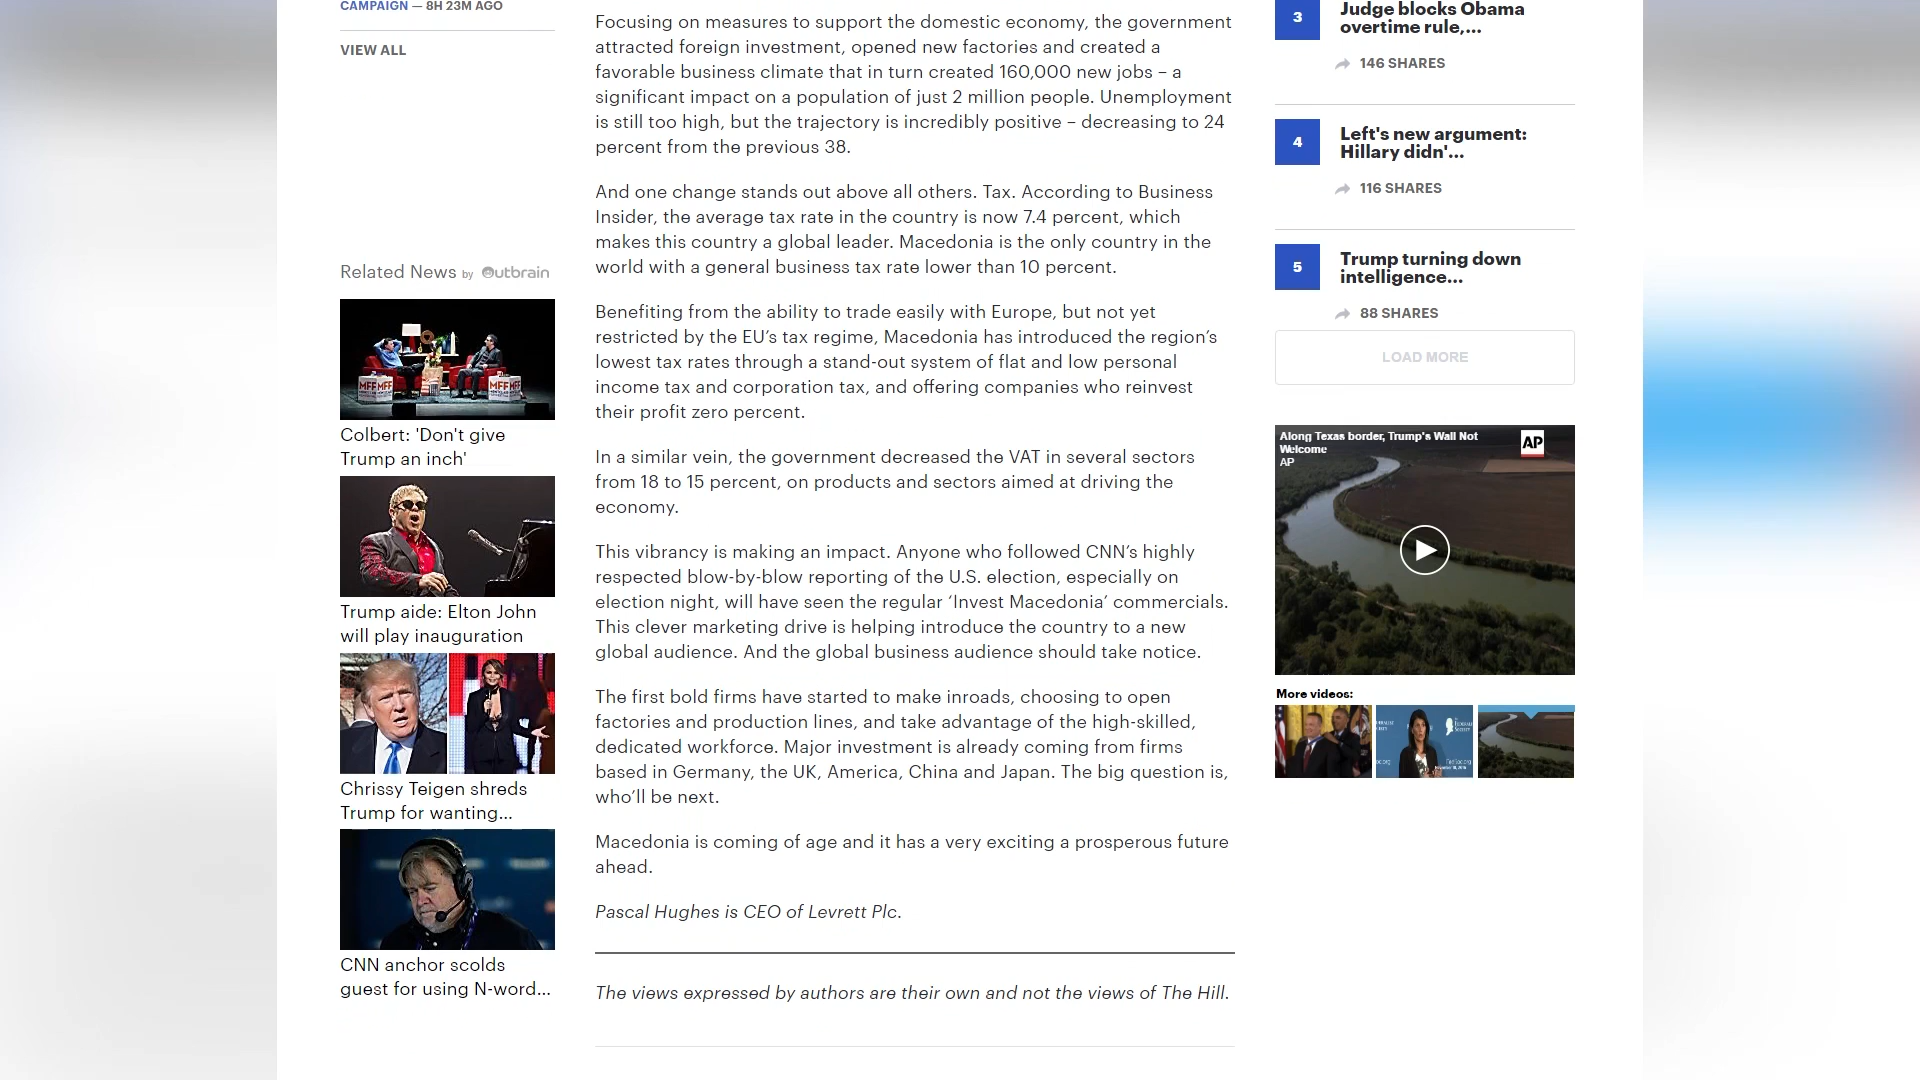 CAMPAIGN — 8H 23M AGO
VIEW ALL
Related News by Outbrain
MFF MFF
MFF MFF
Colbert: 'Don't give
Trump an inch'
Trump aide: Elton John
will play inauguration
Chrissy Teigen shreds
Trump for wanting...
CNN anchor scolds
guest for using N-word...
Focusing on measures to support the domestic economy, the government
attracted foreign investment, opened new factories and created a
favorable business climate that in turn created 160,000 new jobs – a
significant impact on a population of just 2 million people. Unemployment
is still too high, but the trajectory is incredibly positive – decreasing to 24
percent from the previous 38.
And one change stands out above all others. Tax. According to Business
Insider, the average tax rate in the country is now 7.4 percent, which
makes this country a global leader. Macedonia is the only country in the
world with a general business tax rate lower than 10 percent.
Benefiting from the ability to trade easily with Europe, but not yet
restricted by the EU’s tax regime, Macedonia has introduced the region’s
lowest tax rates through a stand-out system of flat and low personal
income tax and corporation tax, and offering companies who reinvest
their profit zero percent.
In a similar vein, the government decreased the VAT in several sectors
from 18 to 15 percent, on products and sectors aimed at driving the
economy.
This vibrancy is making an impact. Anyone who followed CNN’s highly
respected blow-by-blow reporting of the U.S. election, especially on
election night, will have seen the regular ‘Invest Macedonia’ commercials.
This clever marketing drive is helping introduce the country to a new
global audience. And the global business audience should take notice.
The first bold firms have started to make inroads, choosing to open
factories and production lines, and take advantage of the high-skilled,
dedicated workforce. Major investment is already coming from firms
based in Germany, the UK, America, China and Japan. The big question is,
who’ll be next.
Macedonia is coming of age and it has a very exciting a prosperous future
ahead.
Pascal Hughes is CEO of Levrett Plc.
The views expressed by authors are their own and not the views of The Hill.
3
Judge blocks Obama
overtime rule,...
146 SHARES
4
Left's new argument:
Hillary didn'...
116 SHARES
5
Trump turning down
intelligence...
88 SHARES
LOAD MORE
Along Texas border, Trump's Wall Not
Welcome
AP
AP
More videos: